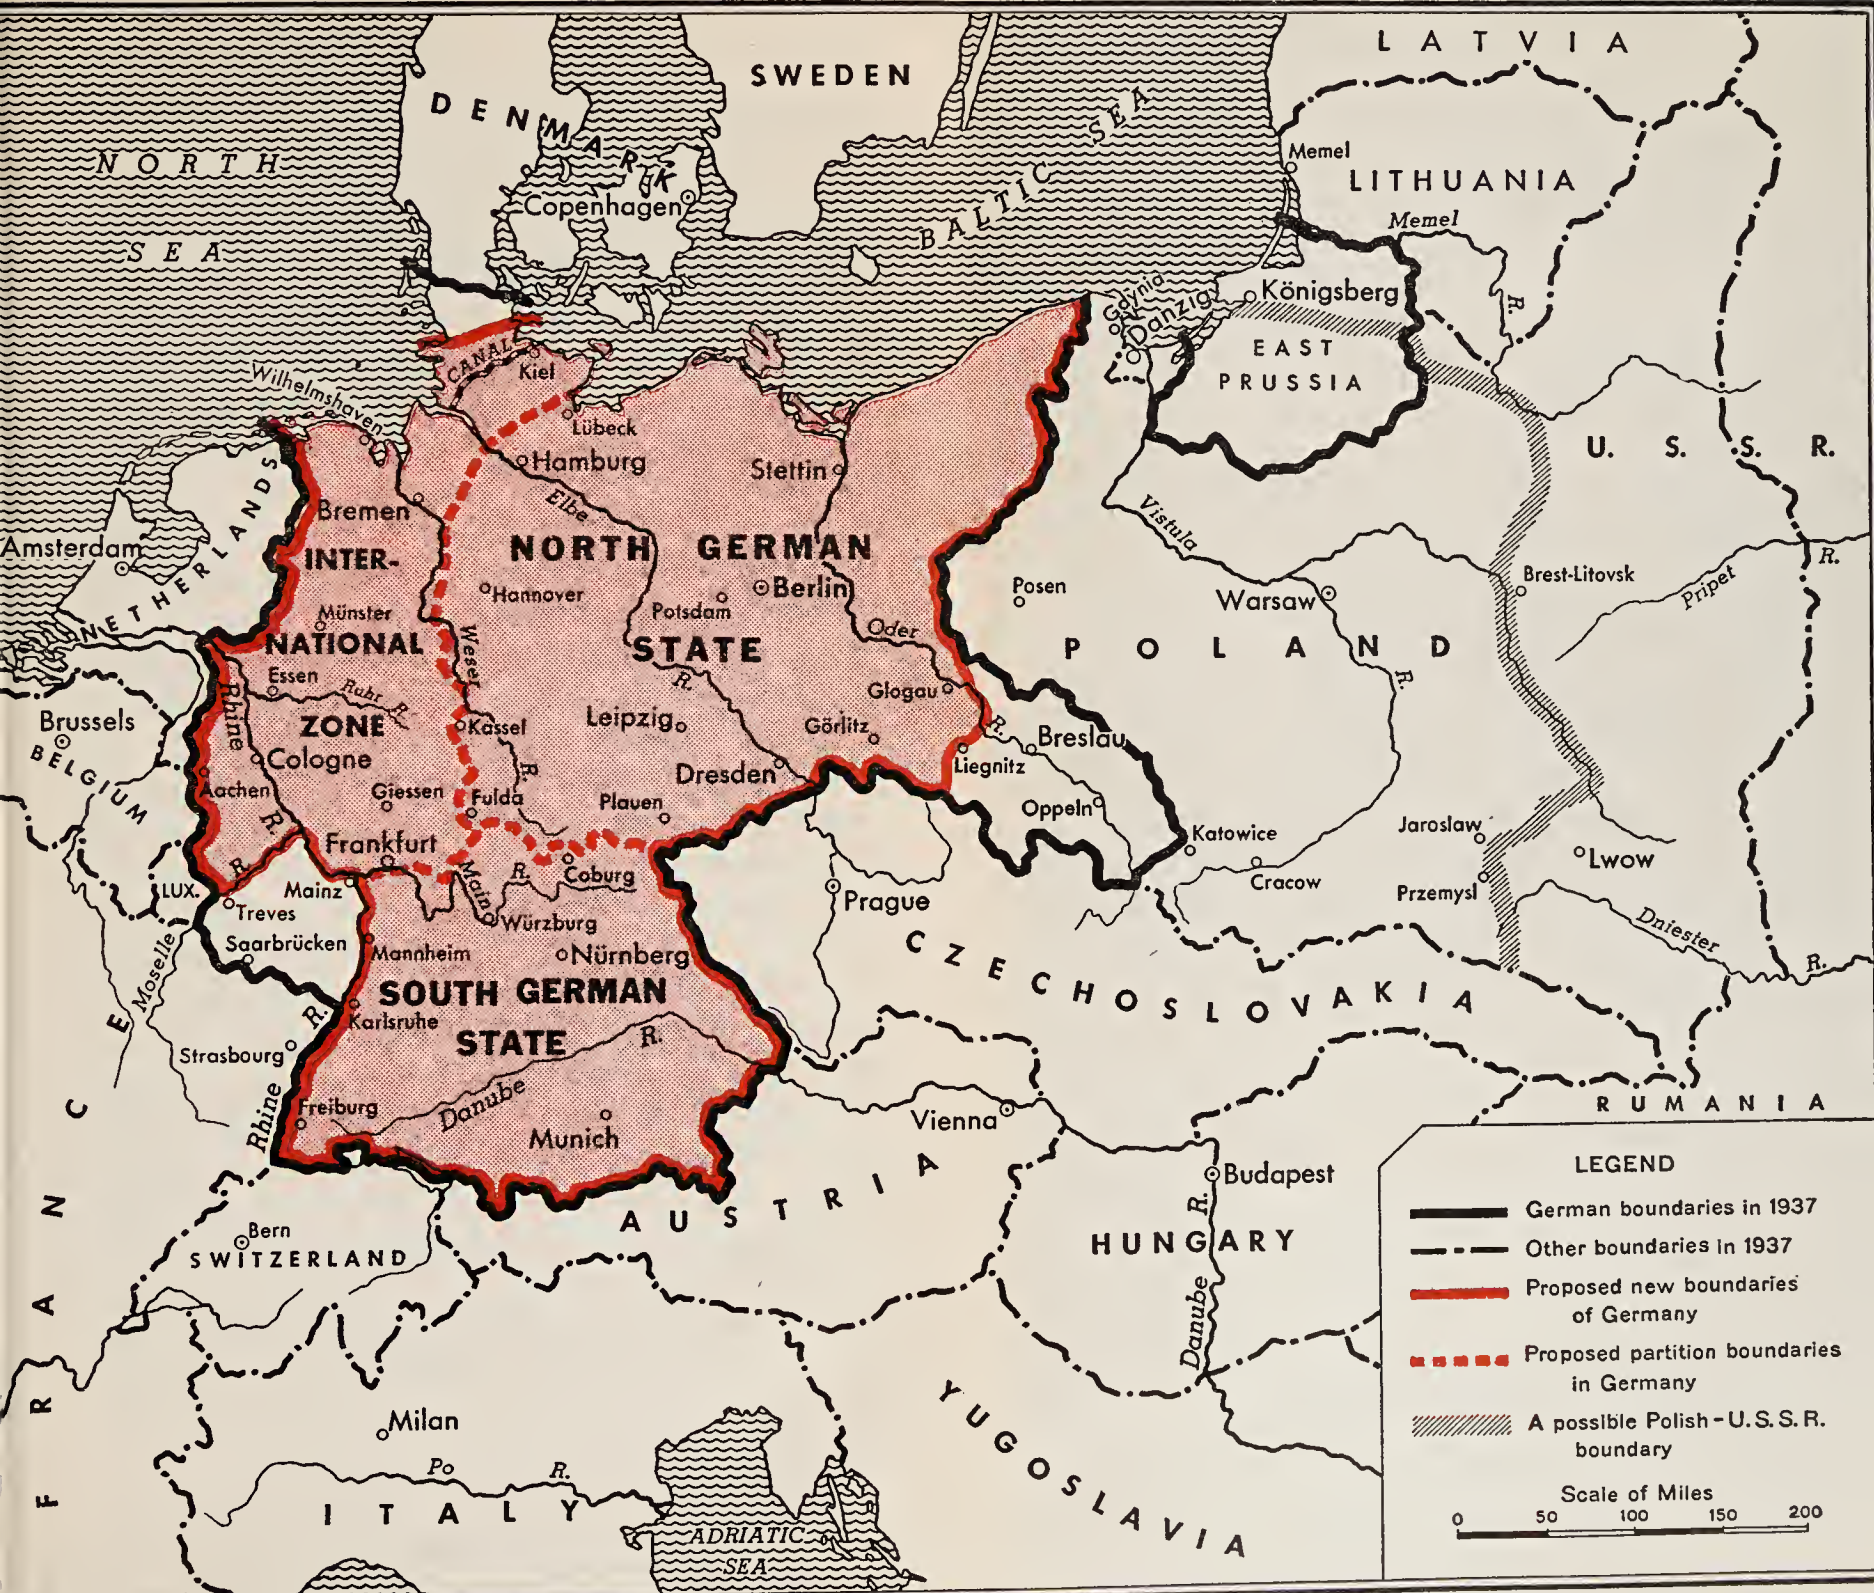 LATVIA
SWEDEN
DENMARK
NORTH
SEA
BALTIC SEA
Memel
LITHUANIA
Memel
R.
Copenhagen
Gdynia
Danzig
Königsberg
EAST
PRUSSIA
CANAL
Kiel
Wilhelmshaven
Lübeck
Hamburg
Stettin
U. S. S. R.
NETHERLANDS
Amsterdam
Bremen
Elbe
INTER-
NATIONAL
ZONE
NORTH GERMAN
STATE
Hannover
Potsdam
Berlin
Posen
Vistula
Warsaw
R.
Brest-Litovsk
Pripet
R.
Münster
Weser
R.
Oder
R.
POLAND
Essen
Ruhr
R.
Glogau
Brussels
BELGIUM
Rhine
R.
Cologne
Kassel
Leipzig
R.
Görlitz
Breslau
Liegnitz
Dresden
Aachen
Giessen
Fulda
Plauen
Oppeln
Katowice
Cracow
Jaroslaw
Lwow
Przemysl
Frankfurt
LUX.
R.
Mainz
Main
R.
Coburg
Treves
Würzburg
Prague
Dniester
R.
Saarbrücken
Moselle
Mannheim
Nürnberg
CZECHOSLOVAKIA
SOUTH GERMAN
STATE
Karlsruhe
R.
Strasbourg
Rhine
Freiburg
Danube
R.
Munich
Vienna
RUMANIA
FRANCE
AUSTRIA
Budapest
R.
HUNGARY
Danube
Bern
SWITZERLAND
Milan
Po R.
ITALY
ADRIATIC
SEA
YUGOSLAVIA
LEGEND
German boundaries in 1937
Other boundaries in 1937
Proposed new boundaries
of Germany
Proposed partition boundaries
in Germany
A possible Polish-U.S.S.R.
boundary
Scale of Miles
0 50 100 150 200